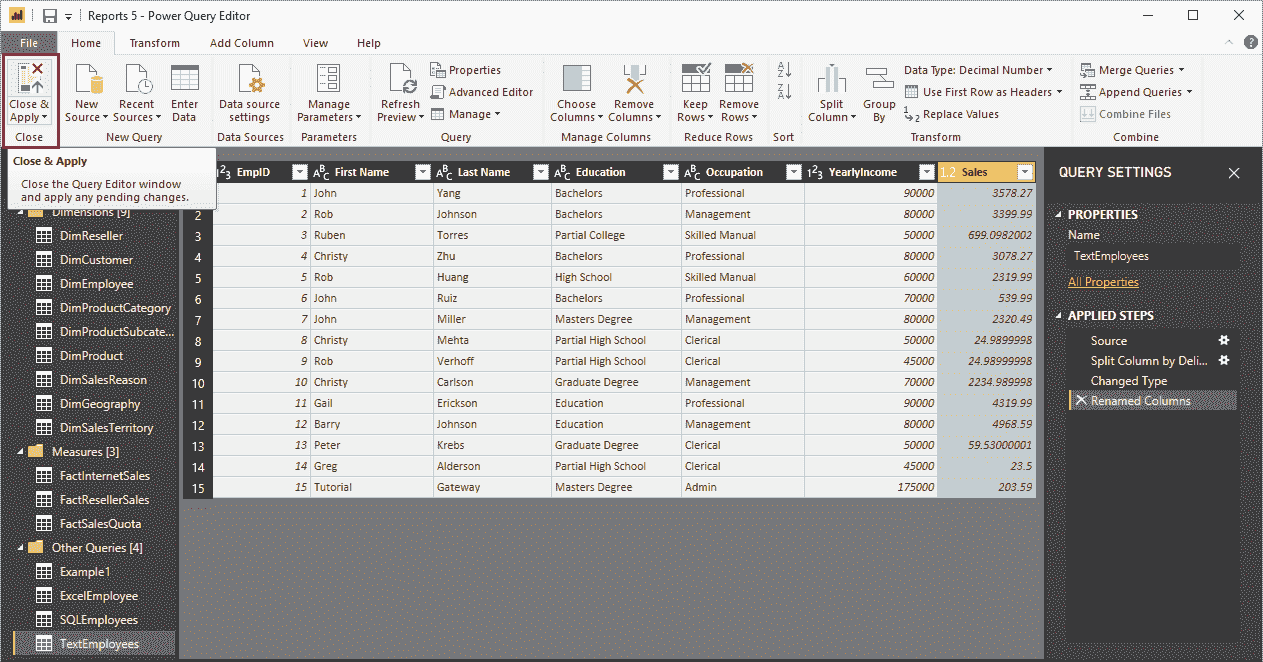 Reports 5 - Power Query Editor
File Home Transform Add Column View Help
Close & Apply
New Source
Recent Sources
Enter Data
Data source settings
Manage Parameters
Refresh Preview
Properties
Advanced Editor
Manage
Choose Columns
Remove Columns
Keep Rows
Remove Rows
A Z
Z A
Split Column
Group By
Data Type: Decimal Number
Use First Row as Headers
1 2 Replace Values
Merge Queries
Append Queries
Combine Files
Close New Query Data Sources Parameters Query Manage Columns Reduce Rows Sort Transform Combine
Close & Apply
Close the Query Editor window
and apply any pending changes.
Dimensions [9]
DimReseller
DimCustomer
DimEmployee
DimProductCategory
DimProductSubcate...
DimProduct
DimSalesReason
DimGeography
DimSalesTerritory
Measures [3]
FactInternetSales
FactResellerSales
FactSalesQuota
Other Queries [4]
Example1
ExcelEmployee
SQLEmployees
TextEmployees
123 EmpID ABC First Name ABC Last Name ABC Education ABC Occupation 123 YearlyIncome 1.2 Sales
1 John Yang Bachelors Professional 90000 3578.27
2 2 Rob Johnson Bachelors Management 80000 3399.99
3 3 Ruben Torres Partial College Skilled Manual 50000 699.0982002
4 4 Christy Zhu Bachelors Professional 80000 3078.27
5 5 Rob Huang High School Skilled Manual 60000 2319.99
6 6 John Ruiz Bachelors Professional 70000 539.99
7 7 John Miller Masters Degree Management 80000 2320.49
8 8 Christy Mehta Partial High School Clerical 50000 24.9899998
9 9 Rob Verhoff Partial High School Clerical 45000 24.98999998
10 10 Christy Carlson Graduate Degree Management 70000 2234.989998
11 11 Gail Erickson Education Professional 90000 4319.99
12 12 Barry Johnson Education Management 80000 4968.59
13 13 Peter Krebs Graduate Degree Clerical 50000 59.53000001
14 14 Greg Alderson Partial High School Clerical 45000 23.5
15 15 Tutorial Gateway Masters Degree Admin 175000 203.59
QUERY SETTINGS
PROPERTIES
Name
TextEmployees
All Properties
APPLIED STEPS
Source
Split Column by Deli...
Changed Type
Renamed Columns